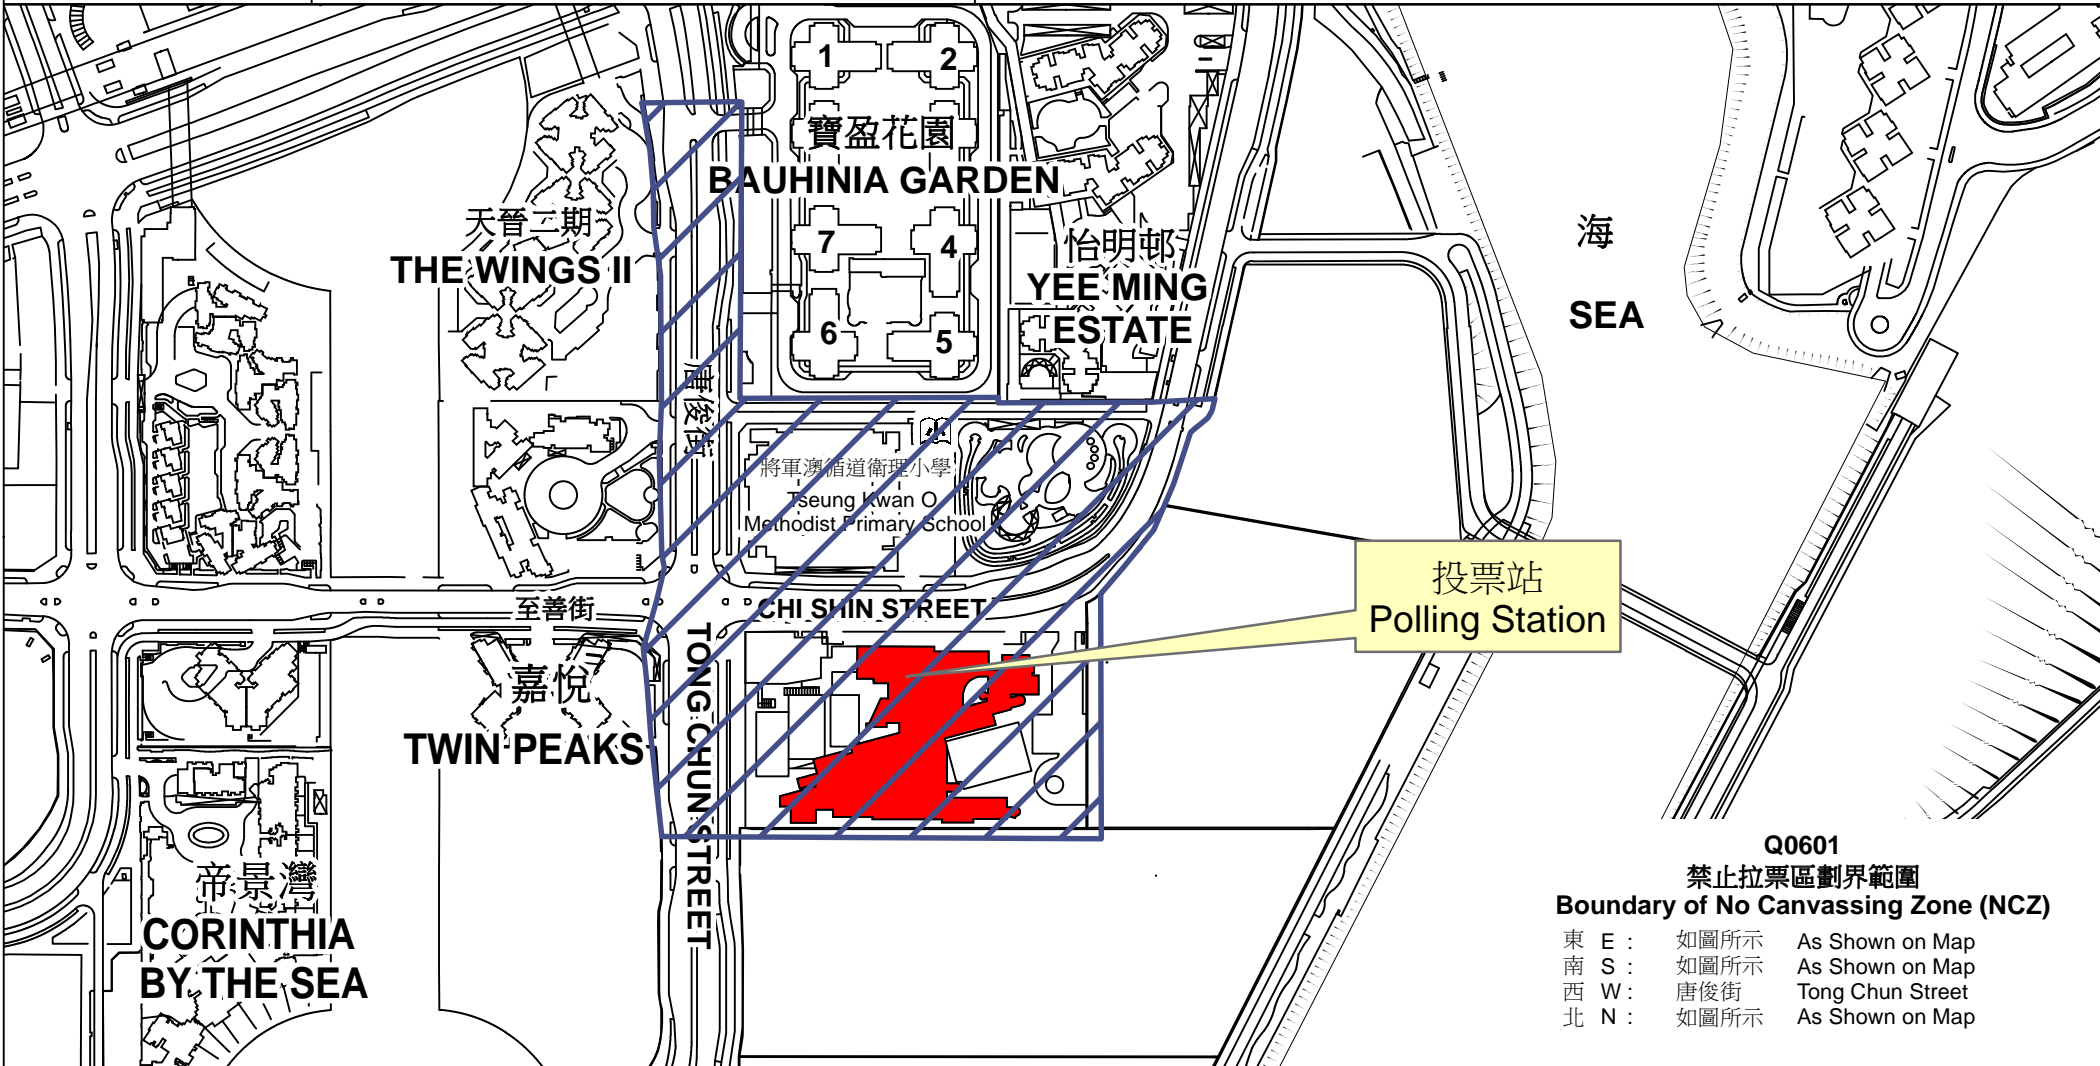 1
2
寶盈花園
BAUHINIA GARDEN
天晉二期
THE WINGS II
7
4
怡明邨
YEE MING
ESTATE
6
5
海
SEA
唐俊街
將軍澳循道衛理小學
Tseung Kwan O
Methodist Primary School
投票站
Polling Station
至善街
CHI SHIN STREET
嘉悅
TWIN PEAKS
TONG CHUN STREET
帝景灣
CORINTHIA
BY THE SEA
Q0601
禁止拉票區劃界範圍
Boundary of No Canvassing Zone (NCZ)
東 E : 如圖所示 As Shown on Map
南 S : 如圖所示 As Shown on Map
西 W : 唐俊街 Tong Chun Street
北 N : 如圖所示 As Shown on Map